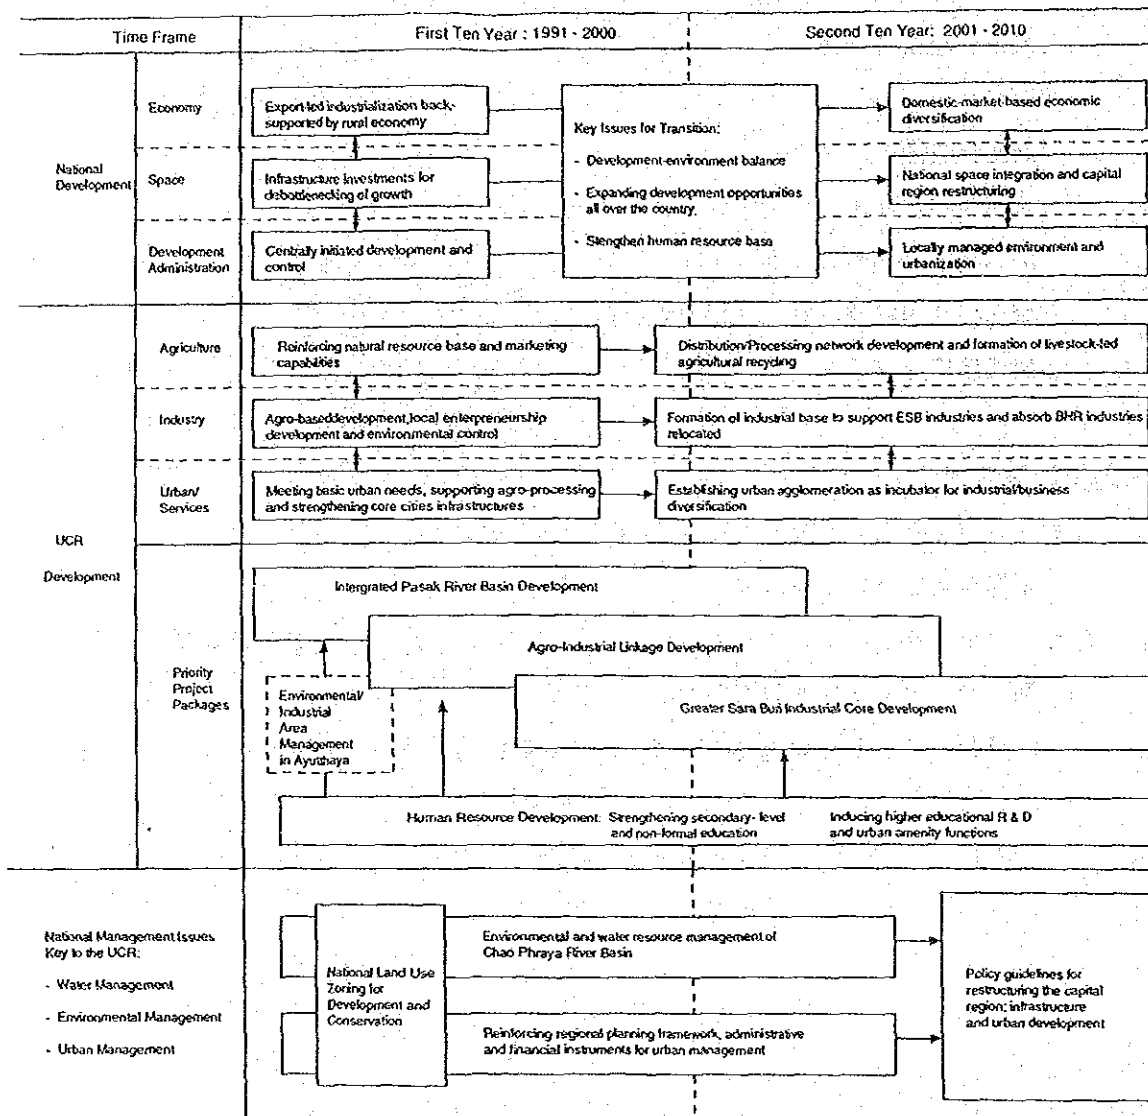 Time Frame
First Ten Year : 1991 - 2000
Second Ten Year: 2001 - 2010
National
Development
Economy
Export-led industrialization back-
supported by rural economy
Key Issues for Transition:
- Development-environment balance
- Expanding development opportunities
all over the country.
- Stengthen human resource base
Domestic-market-based economic
diversification
Space
Infrastructure investments for
debottlenecking of growth
National space integration and capital
region restructuring
Development
Administration
Centrally initiated development and
control
Locally managed environment and
urbanization
UCR
Development
Agriculture
Reinforcing natural resource base and marketing
capabilities
Distribution/Processing network development and formation of livestock-led
agricultural recycling
Industry
Agro-baseddevelopment,local enterpreneurship
development and environmental control
Formation of industrial base to support ESB industries and absorb BHR industries
relocated
Urban/
Services
Meeting basic urban needs, supporting agro-processing
and strengthening core cities infrastructures
Establishing urban agglomeration as incubator for industrial/business
diversification
Priority
Project
Packages
Intergrated Pasak River Basin Development
Agro-Industrial Linkage Development
Greater Sara Buri Industrial Core Development
Environmental/
Industrial
Area
Management
in Ayuthaya
Human Resource Development: Strengthening secondary- level
and non-formal education
Inducing higher educational R & D
and urban amenity functions
National Management Issues
Key to the UCR:
- Water Management
- Environmental Management
- Urban Management
National Land Use
Zoning for
Development and
Conservation
Environmental and water resource management of
Chao Phraya River Basin
Reinforcing regional planning framework, administrative
and financial instruments for urban management
Policy guidelines for
restructuring the capital
region: infrastructure
and urban development